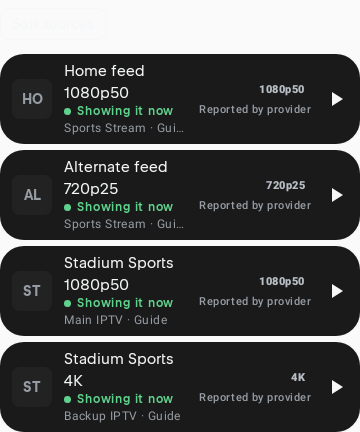 HO
Home feed
1080p50
Showing it now
Sports Stream · Gui...
1080p50
Reported by provider
AL
Alternate feed
720p25
Showing it now
Sports Stream · Gui...
720p25
Reported by provider
ST
Stadium Sports
1080p50
Showing it now
Main IPTV · Guide
1080p50
Reported by provider
ST
Stadium Sports
4K
Showing it now
Backup IPTV · Guide
4K
Reported by provider